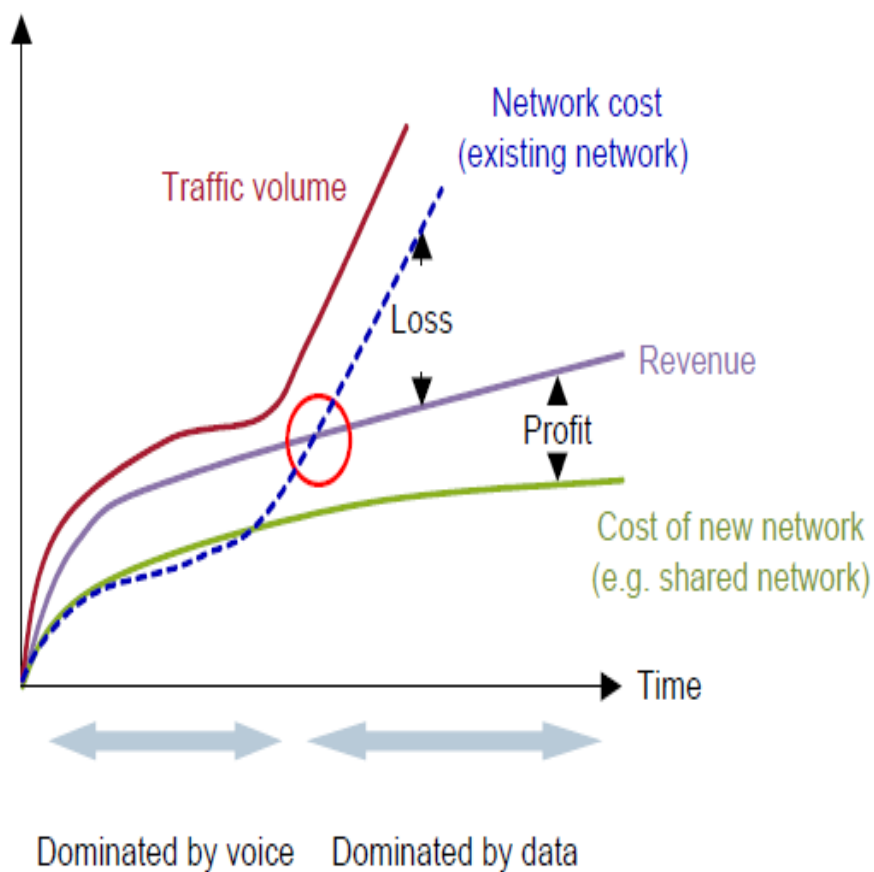 Network cost
(existing network)
Traffic volume
Loss
Revenue
Profit
Cost of new network
(e.g. shared network)
Time
Dominated by voice
Dominated by data